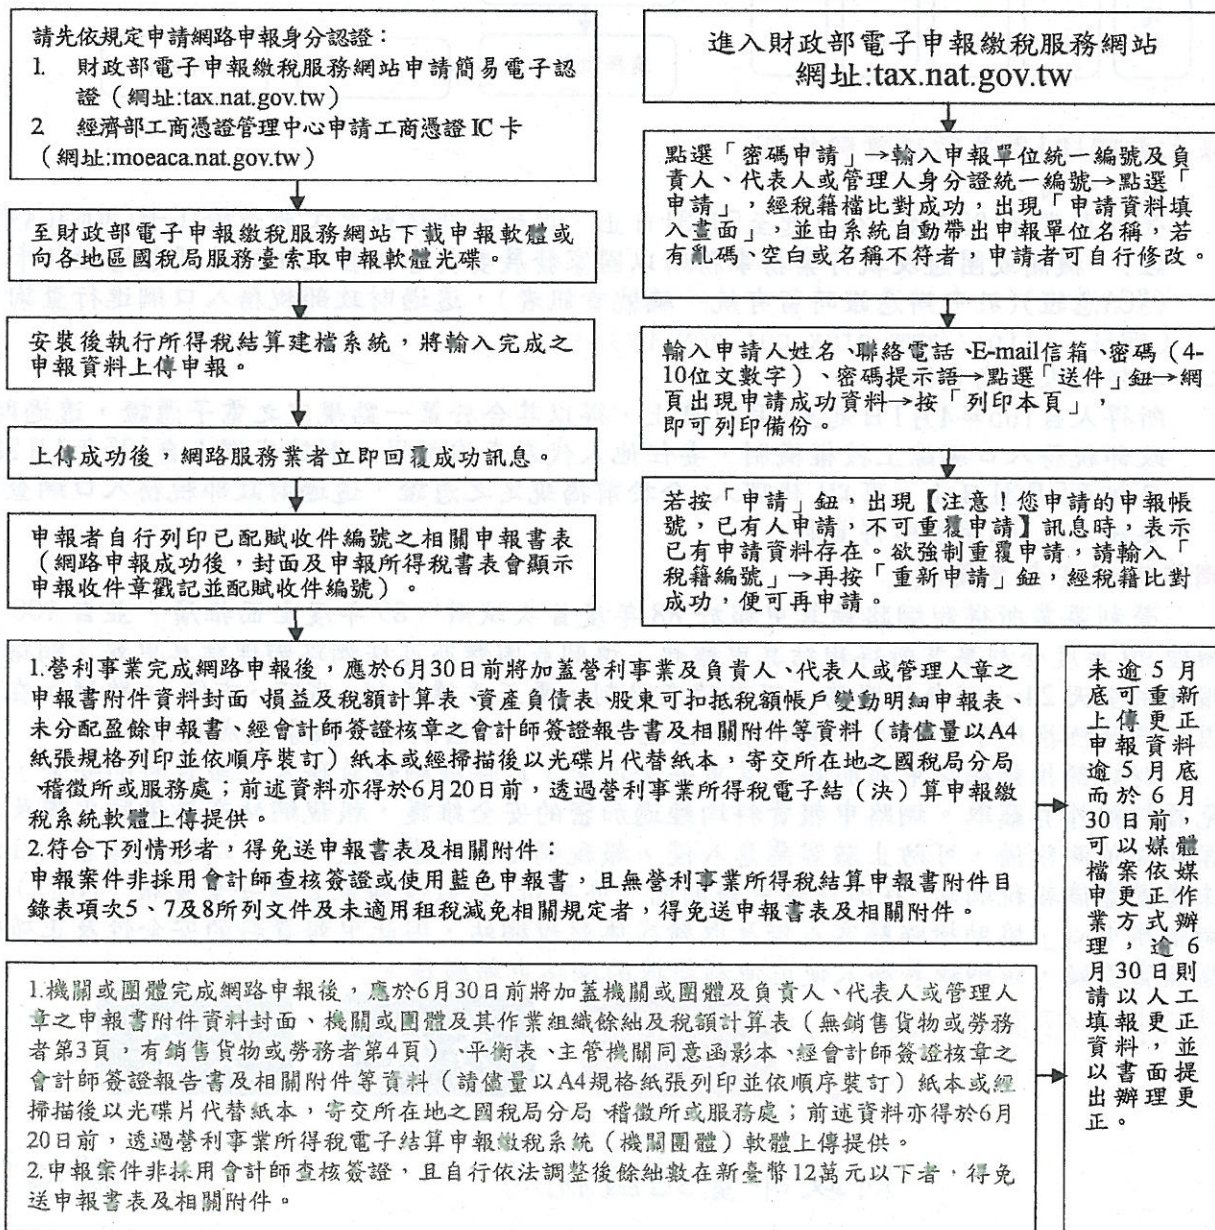 請先依規定申請網路申報身分認證：
1. 財政部電子申報繳稅服務網站申請簡易電子認
證（網址:tax.nat.gov.tw）
2 經濟部工商憑證管理中心申請工商憑證 IC 卡
（網址:moeaca.nat.gov.tw）
至財政部電子申報繳稅服務網站下載申報軟體或
向各地區國稅局服務臺索取申報軟體光碟。
安裝後執行所得稅結算建檔系統，將輸入完成之
申報資料上傳申報。
上傳成功後，網路服務業者立即回覆成功訊息。
申報者自行列印已配賦收件編號之相關申報書表
（網路申報成功後，封面及申報所得稅書表會顯示
申報收件章戳記並配賦收件編號）。
進入財政部電子申報繳稅服務網站
網址:tax.nat.gov.tw
點選「密碼申請」→輸入申報單位統一編號及負
責人、代表人或管理人身分證統一編號→點選「
申請」，經稅籍檔比對成功，出現「申請資料填
入畫面」，並由系統自動帶出申報單位名稱，若
有亂碼、空白或名稱不符者，申請者可自行修改。
輸入申請人姓名、聯絡電話、E-mail信箱、密碼（4-
10位文數字）、密碼提示語→點選「送件」鈕→網
頁出現申請成功資料→按「列印本頁」，
即可列印備份。
若按「申請」鈕，出現【注意！您申請的申報帳
號，已有人申請，不可重覆申請】訊息時，表示
已有申請資料存在。欲強制重覆申請，請輸入「
稅籍編號」→再按「重新申請」鈕，經稅籍比對
成功，便可再申請。
1.營利事業完成網路申報後，應於6月30日前將加蓋營利事業及負責人、代表人或管理人章之
申報書附件資料封面、損益及稅額計算表、資產負債表、股東可扣抵稅額帳戶變動明細申報表、
未分配盈餘申報書、經會計師簽證核章之會計師簽證報告書及相關附件等資料（請儘量以A4
紙張規格列印並依順序裝訂）紙本或經掃描後以光碟片代替紙本，寄交所在地之國稅局分局
、稽徵所或服務處；前述資料亦得於6月20日前，透過營利事業所得稅電子結（決）算申報繳
稅系統軟體上傳提供。
2.符合下列情形者，得免送申報書表及相關附件：
申報案件非採用會計師查核簽證或使用藍色申報書，且無營利事業所得稅結算申報書附件目
錄表項次5、7及8所列文件及未適用租稅減免相關規定者，得免送申報書表及相關附件。
1.機關或團體完成網路申報後，應於6月30日前將加蓋機關或團體及負責人、代表人或管理人
章之申報書附件資料封面、機關或團體及其作業組織餘絀及稅額計算表（無銷售貨物或勞務
者第3頁、有銷售貨物或勞務者第4頁）、平衡表、主管機關同意函影本、經會計師簽證核章之
會計師簽證報告書及相關附件等資料（請儘量以A4規格紙張列印並依順序裝訂）紙本或經
掃描後以光碟片代替紙本，寄交所在地之國稅局分局、稽徵所或服務處；前述資料亦得於6月
20日前，透過營利事業所得稅電子結算申報繳稅系統（機關團體）軟體上傳提供。
2.申報案件非採用會計師查核簽證，且自行依法調整後餘絀數在新臺幣12萬元以下者，得免
送申報書表及相關附件。
未逾5月
底可重新
上傳更正
申報資料
逾5月底
而於6月
30日前，
可以媒體
檔案依媒
申更正件
業方式辦
理，逾6
月30日則
請以人工
填報更正
資料，並
以書面提
出辦理更
正。